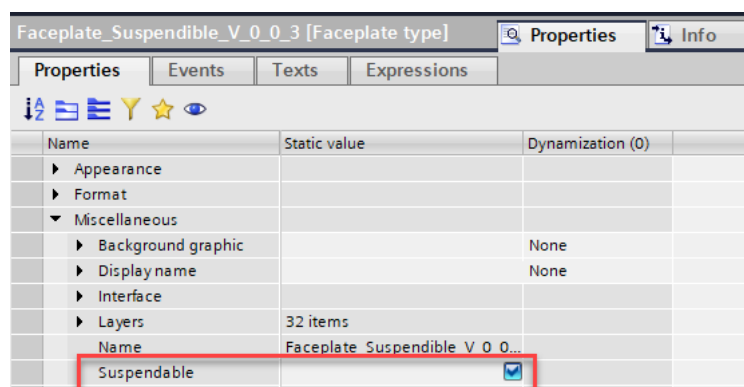 Faceplate_Suspendible_V_0_0_3 [Faceplate type] Properties Info
Properties Events Texts Expressions
Name Static value Dynamization (0)
Appearance
Format
Miscellaneous
Background graphic None
Display name None
Interface
Layers 32 items
Name Faceplate_Suspendible_V_0_0...
Suspendable